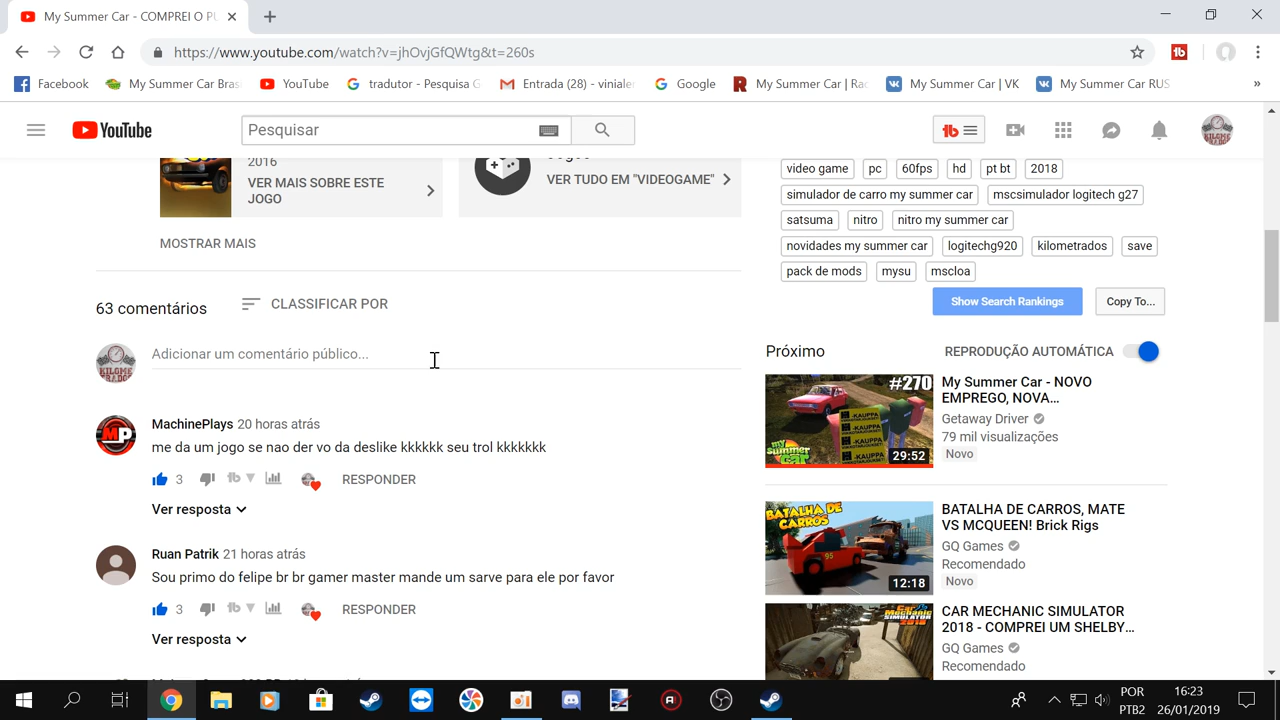 My Summer Car - COMPREI O PU
https://www.youtube.com/watch?v=jhOvjGfQWtg&t=260s
Facebook
My Summer Car Bras
YouTube
tradutor - Pesquisa G
Entrada (28) - vinialer
Google
My Summer Car | Rac
My Summer Car | VK
My Summer Car RUS
»
YouTube
Pesquisar
2016
VER MAIS SOBRE ESTE
JOGO
VER TUDO EM "VIDEOGAME"
MOSTRAR MAIS
video game
pc
60fps
hd
pt bt
2018
simulador de carro my summer car
mscsimulador logitech g27
satsuma
nitro
nitro my summer car
novidades my summer car
logitechg920
kilometrados
save
pack de mods
mysu
mscloa
Show Search Rankings
Copy To...
63 comentários
CLASSIFICAR POR
KILOME
TRADO
Adicionar um comentário público...
MP
MachinePlays 20 horas atrás
me da um jogo se nao der vo da deslike kkkkkk seu trol kkkkkkk
3
RESPONDER
Ver resposta
Ruan Patrik 21 horas atrás
Sou primo do felipe br br gamer master mande um sarve para ele por favor
3
RESPONDER
Ver resposta
Próximo
REPRODUÇÃO AUTOMÁTICA
#270
my
SUMMER
CAR
29:52
My Summer Car - NOVO
EMPREGO, NOVA...
Getaway Driver
79 mil visualizações
Novo
BATALHA DE
CARROS
95
12:18
BATALHA DE CARROS, MATE
VS MCQUEEN! Brick Rigs
GQ Games
Recomendado
Novo
CAR MECHANIC SIMULATOR
2018 - COMPREI UM SHELBY...
GQ Games
Recomendado
POR
PTB2
16:23
26/01/2019